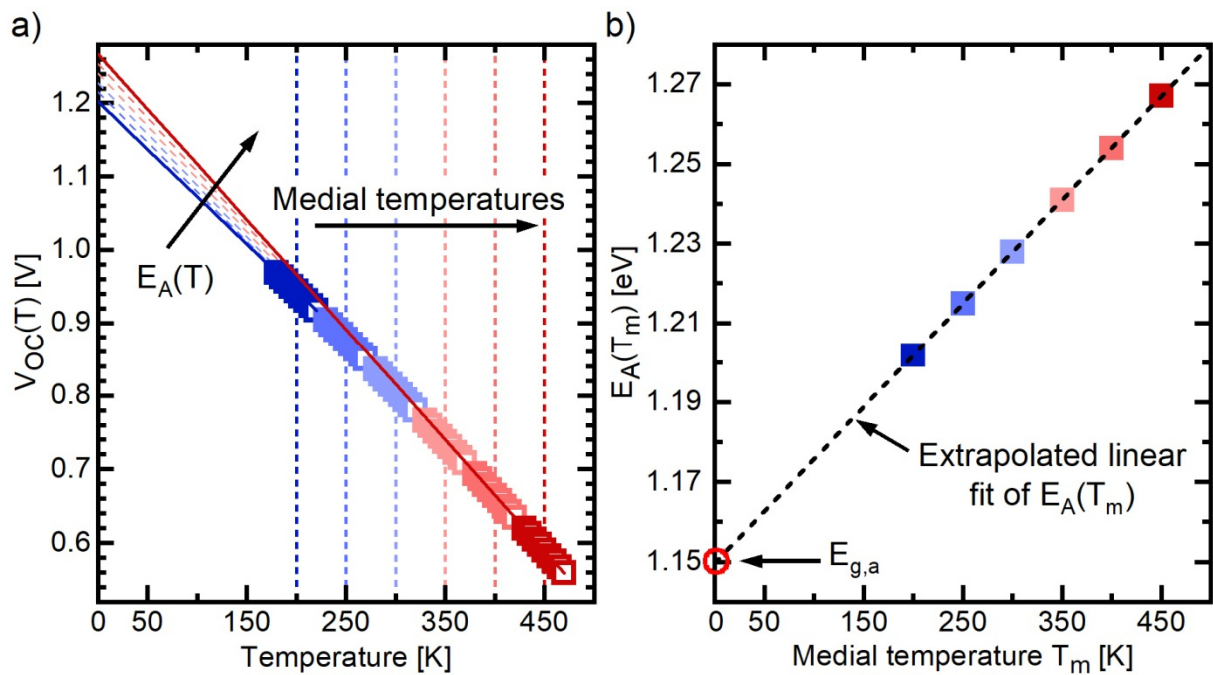 a)
V_OC(T) [V]
1.2
1.1
1.0
0.9
0.8
0.7
0.6
E_A(T)
Medial temperatures
0 50 150 250 350 450
Temperature [K]
b)
E_A(T_m) [eV]
1.27
1.25
1.23
1.21
1.19
1.17
1.15
Extrapolated linear
fit of E_A(T_m)
E_g,a
0 50 150 250 350 450
Medial temperature T_m [K]